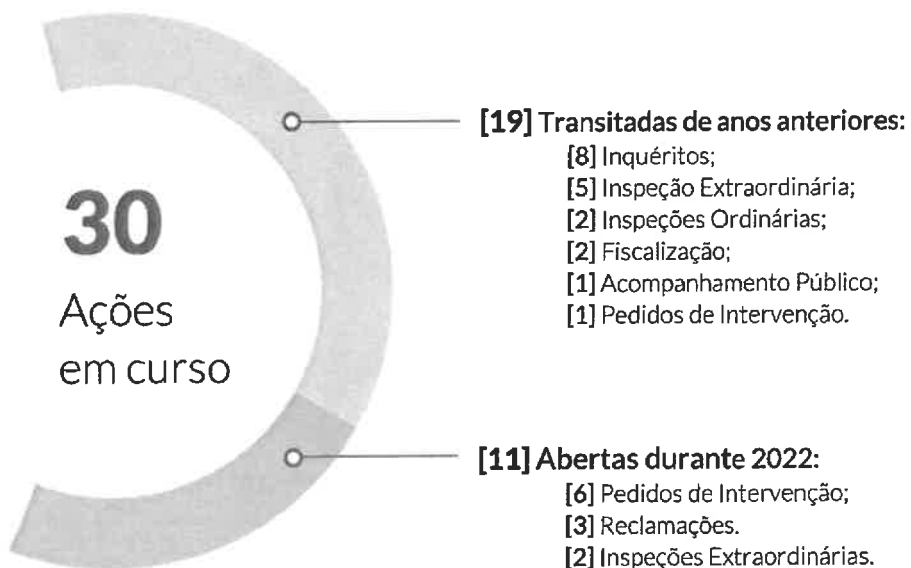 30
Ações
em curso
[19] Transitadas de anos anteriores:
[8] Inquéritos;
[5] Inspeção Extraordinária;
[2] Inspeções Ordinárias;
[2] Fiscalização;
[1] Acompanhamento Público;
[1] Pedidos de Intervenção.
[11] Abertas durante 2022:
[6] Pedidos de Intervenção;
[3] Reclamações.
[2] Inspeções Extraordinárias.